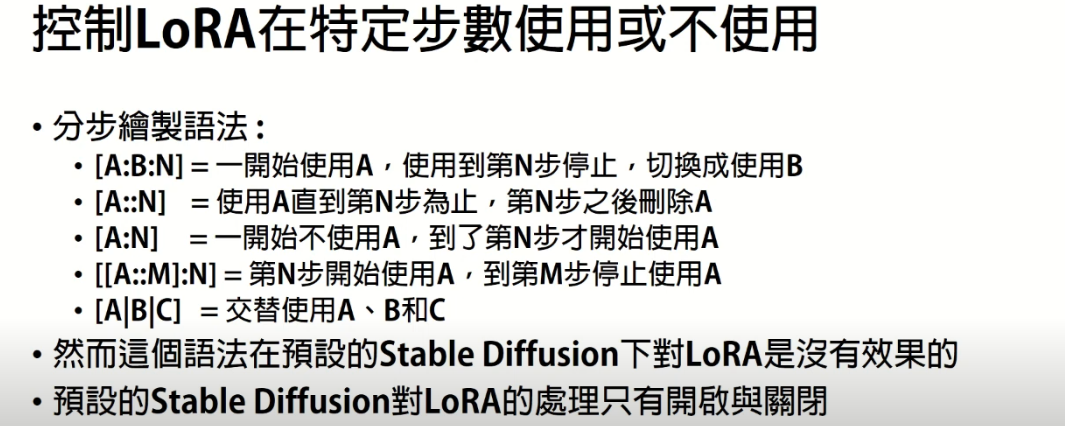 控制LoRA在特定步數使用或不使用
• 分步繪製語法：
• [A:B:N] = 一開始使用A，使用到第N步停止，切換成使用B
• [A::N] = 使用A直到第N步為止，第N步之後刪除A
• [A:N] = 一開始不使用A，到了第N步才開始使用A
• [[A::M]:N] = 第N步開始使用A，到第M步停止使用A
• [A|B|C] = 交替使用A、B和C
• 然而這個語法在預設的Stable Diffusion下對LoRA是沒有效果的
• 預設的Stable Diffusion對LoRA的處理只有開啟與關閉